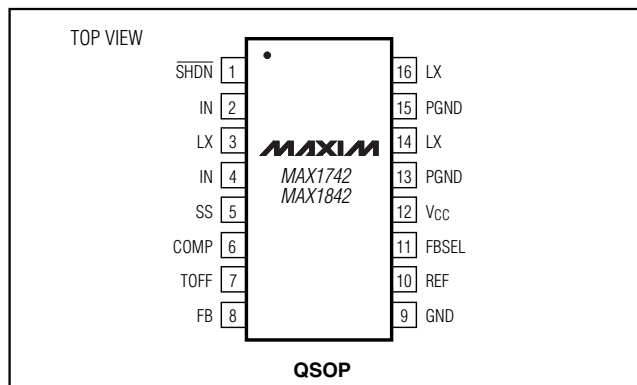 TOP VIEW
SHDN 1 16 LX
IN 2 15 PGND
LX 3 14 LX
IN 4 13 PGND
SS 5 12 VCC
COMP 6 11 FBSEL
TOFF 7 10 REF
FB 8 9 GND
MAXIM
MAX1742
MAX1842
QSOP